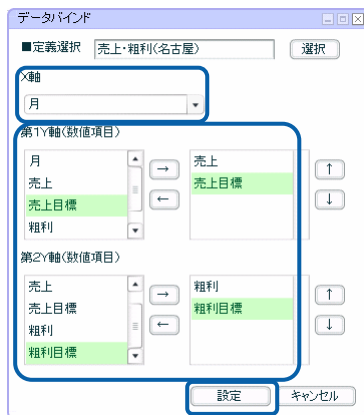 データバインド
■定義選択 売上・粗利(名古屋) 選択
X軸
月
第1Y軸(数値項目)
月
売上
売上目標
粗利
→
←
売上
売上目標
↑
↓
第2Y軸(数値項目)
売上
売上目標
粗利
粗利目標
→
←
粗利
粗利目標
↑
↓
設定 キャンセル